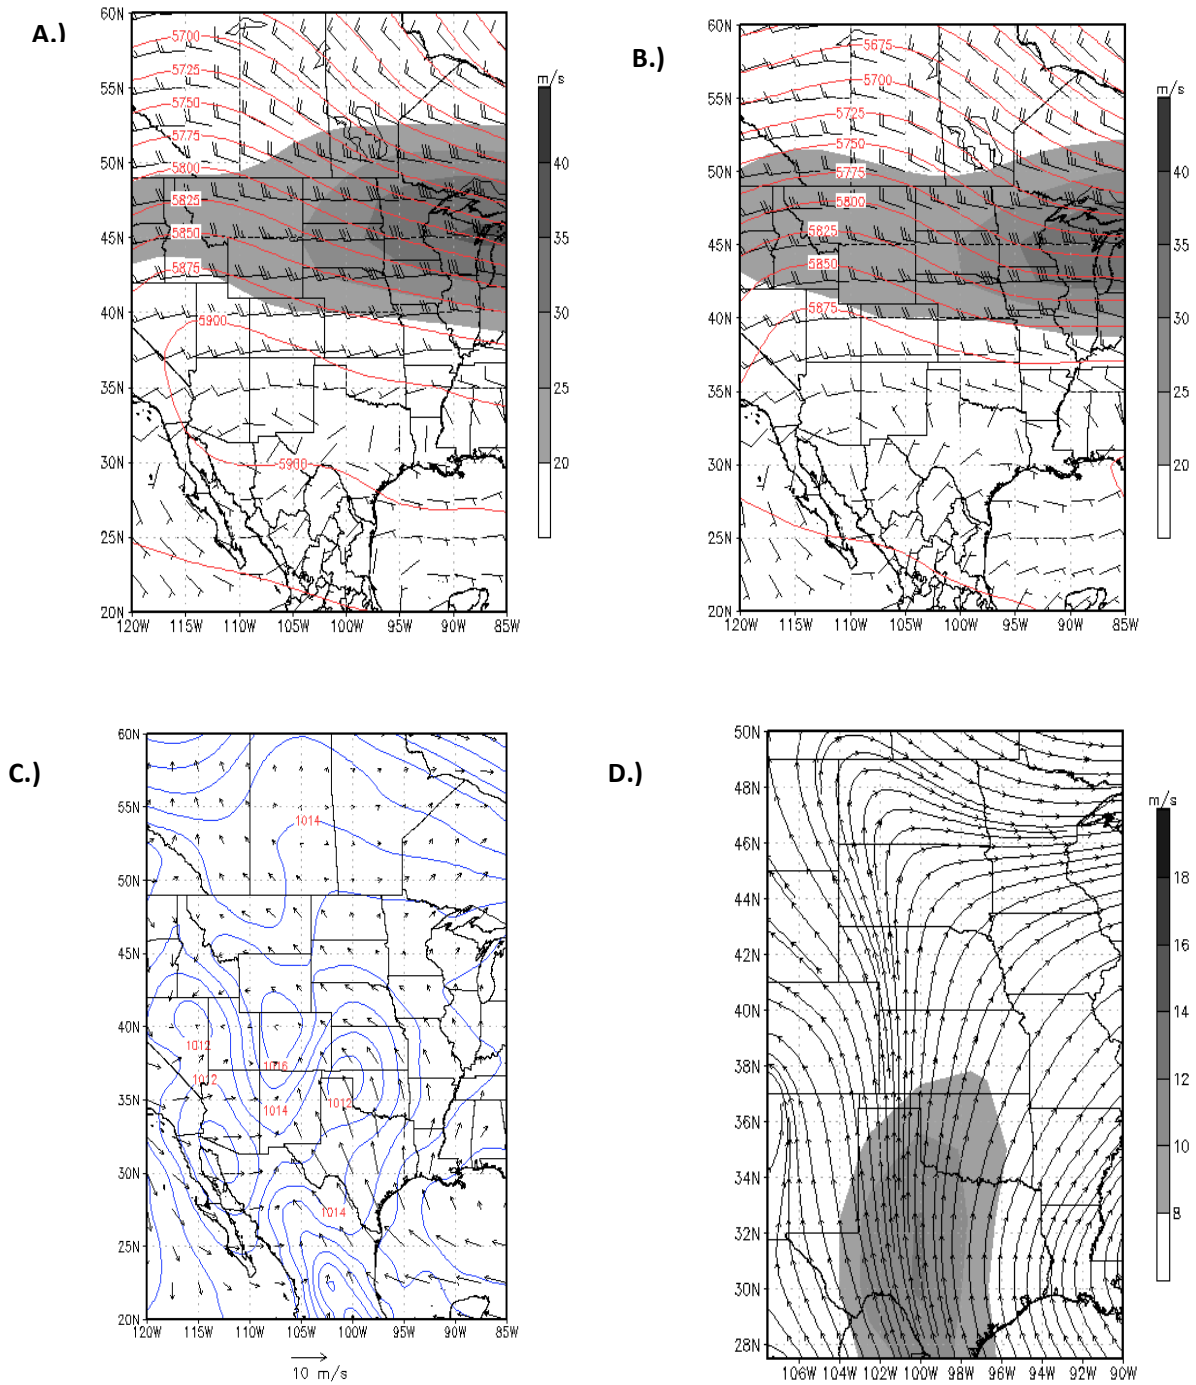 A.)
60N
55N
50N
45N
40N
35N
30N
25N
20N
120W 115W 110W 105W 100W 95W 90W 85W
5700
5725
5750
5775
5800
5825
5850
5875
5900
5900
m/s
40
35
30
25
20
B.)
60N
55N
50N
45N
40N
35N
30N
25N
20N
120W 115W 110W 105W 100W 95W 90W 85W
5675
5700
5725
5750
5775
5800
5825
5850
5875
m/s
40
35
30
25
20
C.)
60N
55N
50N
45N
40N
35N
30N
25N
20N
120W 115W 110W 105W 100W 95W 90W 85W
1014
1012
1016
1012
1014
1012
1014
10 m/s
D.)
50N
48N
46N
44N
42N
40N
38N
36N
34N
32N
30N
28N
106W 104W 102W 100W 98W 96W 94W 92W 90W
m/s
18
16
14
12
10
8